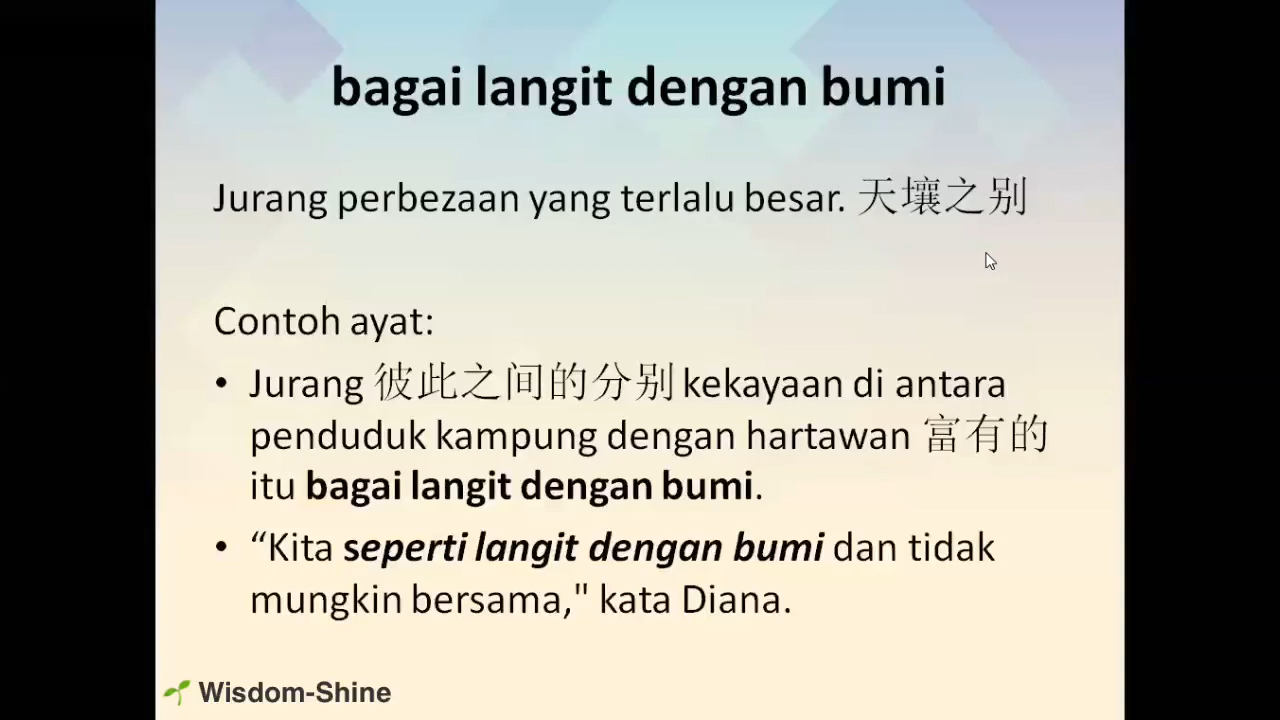 bagai langit dengan bumi
Jurang perbezaan yang terlalu besar. 天壤之别
Contoh ayat:
• Jurang 彼此之间的分别 kekayaan di antara
penduduk kampung dengan hartawan 富有的
itu bagai langit dengan bumi.
• “Kita seperti langit dengan bumi dan tidak
mungkin bersama," kata Diana.
Wisdom-Shine